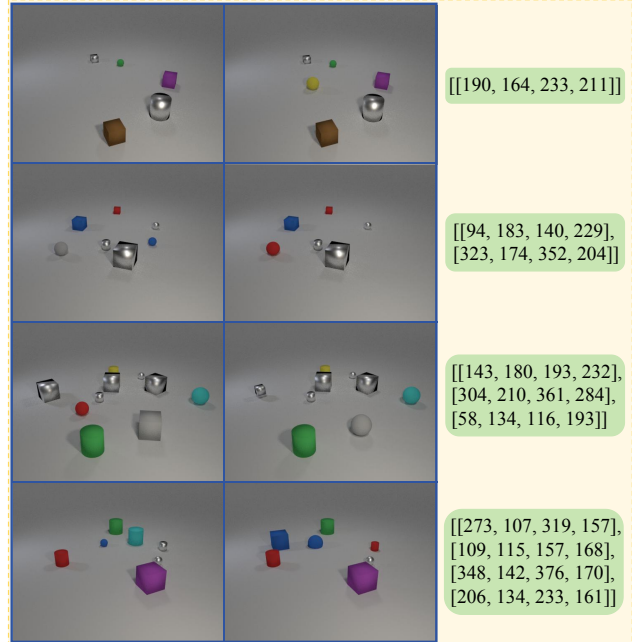 [[190, 164, 233, 211]]
[[94, 183, 140, 229],
[323, 174, 352, 204]]
[[143, 180, 193, 232],
[304, 210, 361, 284],
[58, 134, 116, 193]]
[[273, 107, 319, 157],
[109, 115, 157, 168],
[348, 142, 376, 170],
[206, 134, 233, 161]]